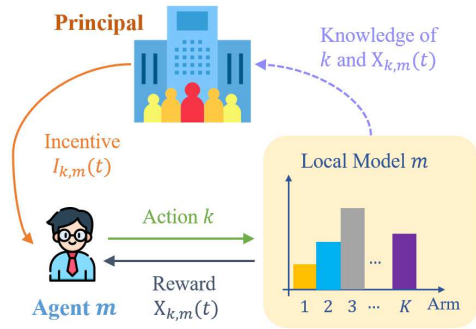 Principal
Knowledge of
k and X_{k,m}(t)
Incentive
I_{k,m}(t)
Local Model m
Action k
Reward
X_{k,m}(t)
Agent m
...
1 2 3 ... K Arm